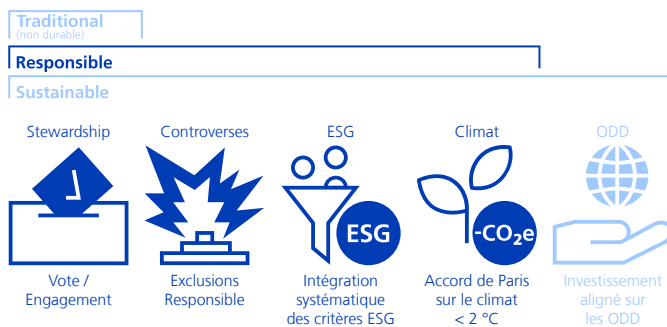 Traditional
(non durable)
Responsible
Sustainable
Stewardship
Controverses
ESG
Climat
ODD
ESG
-CO₂e
Vote /
Engagement
Exclusions
Responsible
Intégration
systématique
des critères ESG
Accord de Paris
sur le climat
< 2 °C
Investissement
aligné sur
les ODD